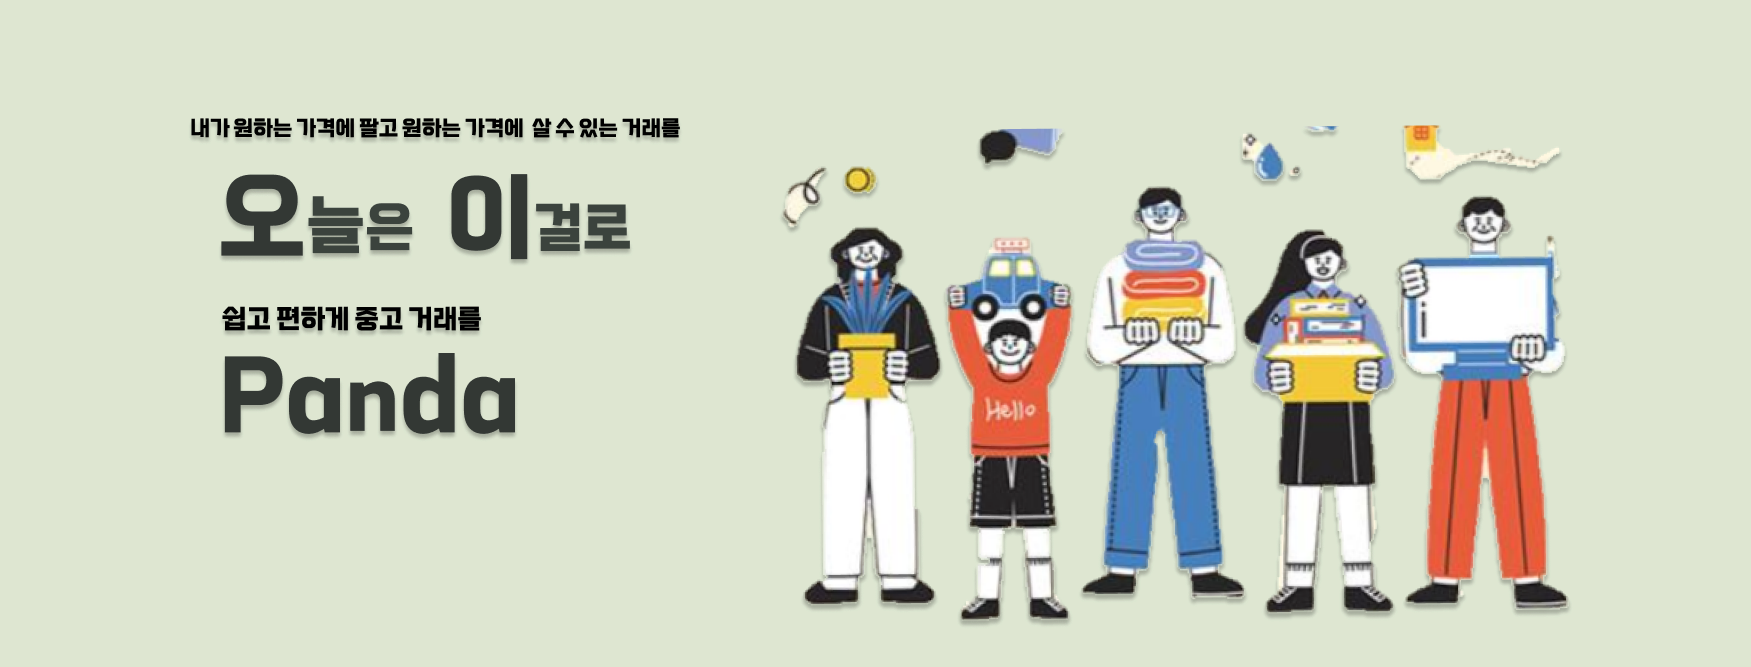 내가 원하는 가격에 팔고 원하는 가격에 살 수 있는 거래를
오늘은 이걸로
쉽고 편하게 중고 거래를
Panda
Hello